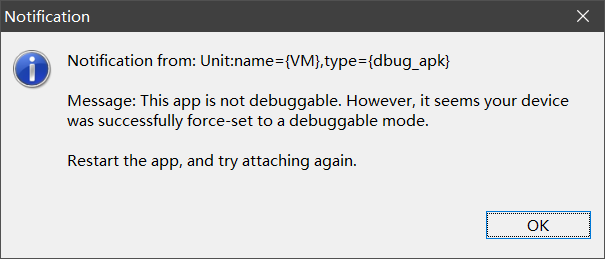 Notification
Notification from: Unit:name={VM},type={dbug_apk}
Message: This app is not debuggable. However, it seems your device
was successfully force-set to a debuggable mode.
Restart the app, and try attaching again.
OK